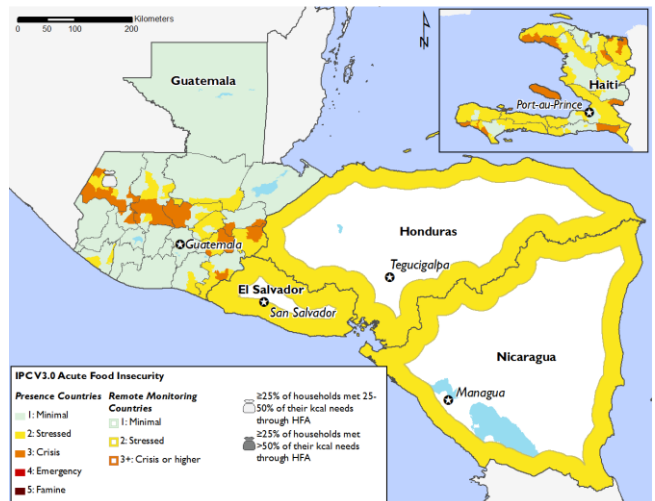 Kilometers
0 50 100 200
N
Guatemala
Haiti
Port-au-Prince
Guatemala
Honduras
Tegucigalpa
El Salvador
San Salvador
Nicaragua
Managua
IPC V3.0 Acute Food Insecurity
Presence Countries
1: Minimal
2: Stressed
3: Crisis
4: Emergency
5: Famine
Remote Monitoring
Countries
1: Minimal
2: Stressed
3+: Crisis or higher
≥25% of households met 25-
50% of their kcal needs
through HFA
≥25% of households met
>50% of their kcal needs
through HFA